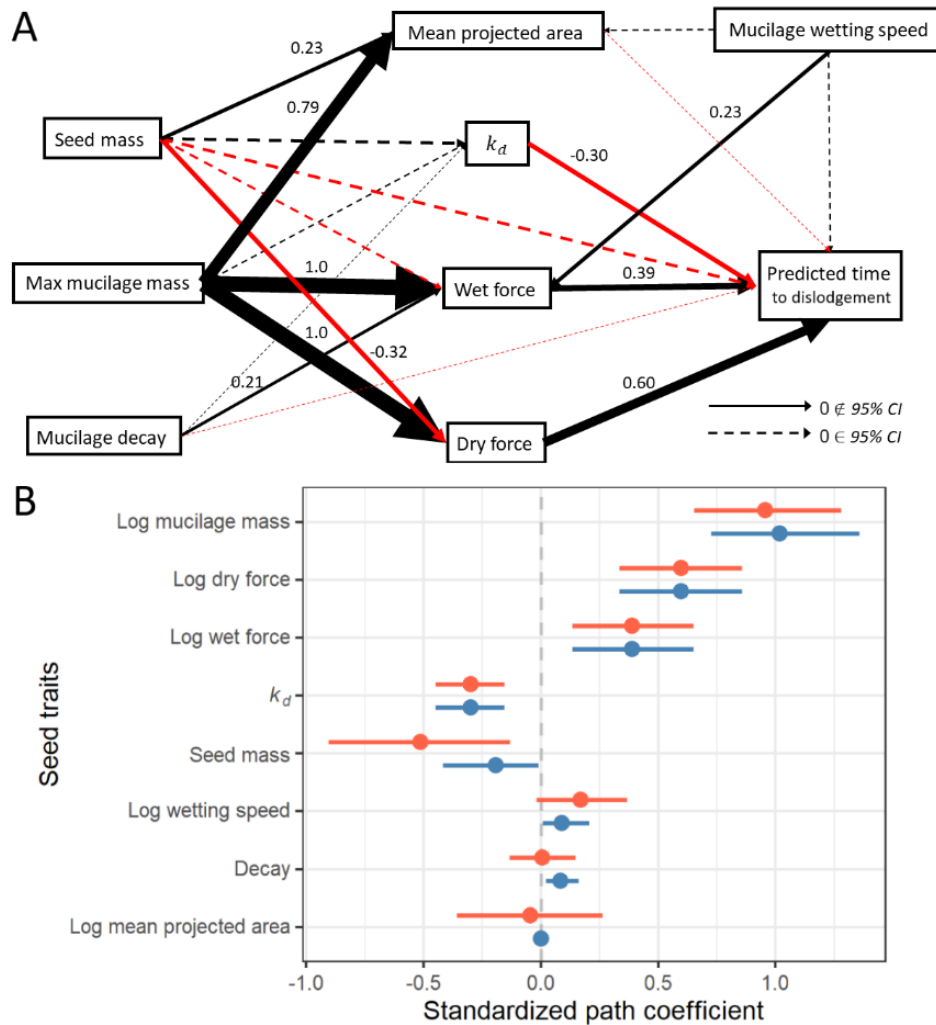 A
Mean projected area
Mucilage wetting speed
0.23
0.79
0.23
Seed mass
k_d
-0.30
Max mucilage mass
1.0
Wet force
0.39
Predicted time
to dislodgement
1.0
-0.32
0.21
0.60
Mucilage decay
Dry force
0 ∉ 95% CI
0 ∈ 95% CI
B
Seed traits
Log mucilage mass
Log dry force
Log wet force
k_d
Seed mass
Log wetting speed
Decay
Log mean projected area
-1.0 -0.5 0.0 0.5 1.0
Standardized path coefficient